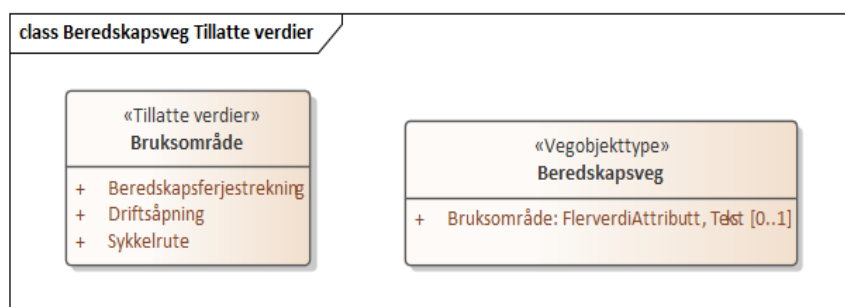 class Beredskapsveg Tillatte verdier
«Tillatte verdier»
Bruksområde
+ Beredskapsferjestrekning
+ Driftsåpning
+ Sykkelrute
«Vegobjekttype»
Beredskapsveg
+ Bruksområde: FlerverdiAttributt, Tekst [0..1]